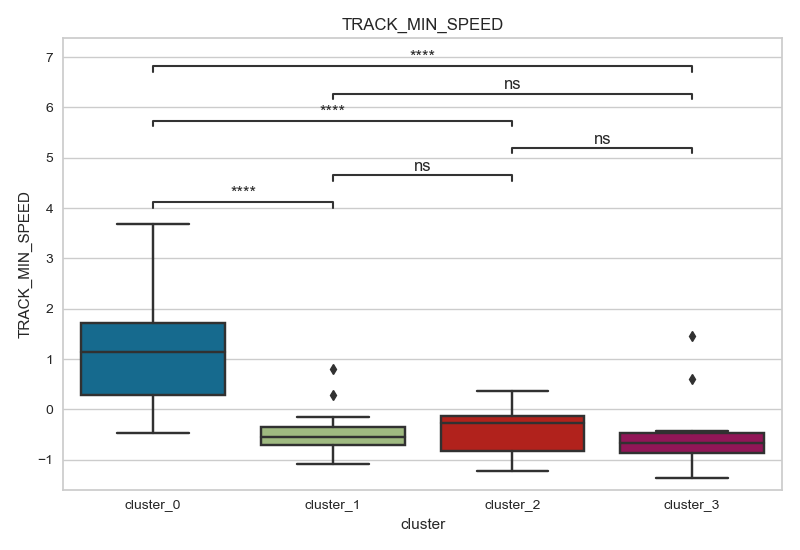 TRACK_MIN_SPEED
7
6
5
4
3
2
1
0
−1
TRACK_MIN_SPEED
****
ns
****
ns
ns
****
cluster_0
cluster_1
cluster_2
cluster_3
cluster